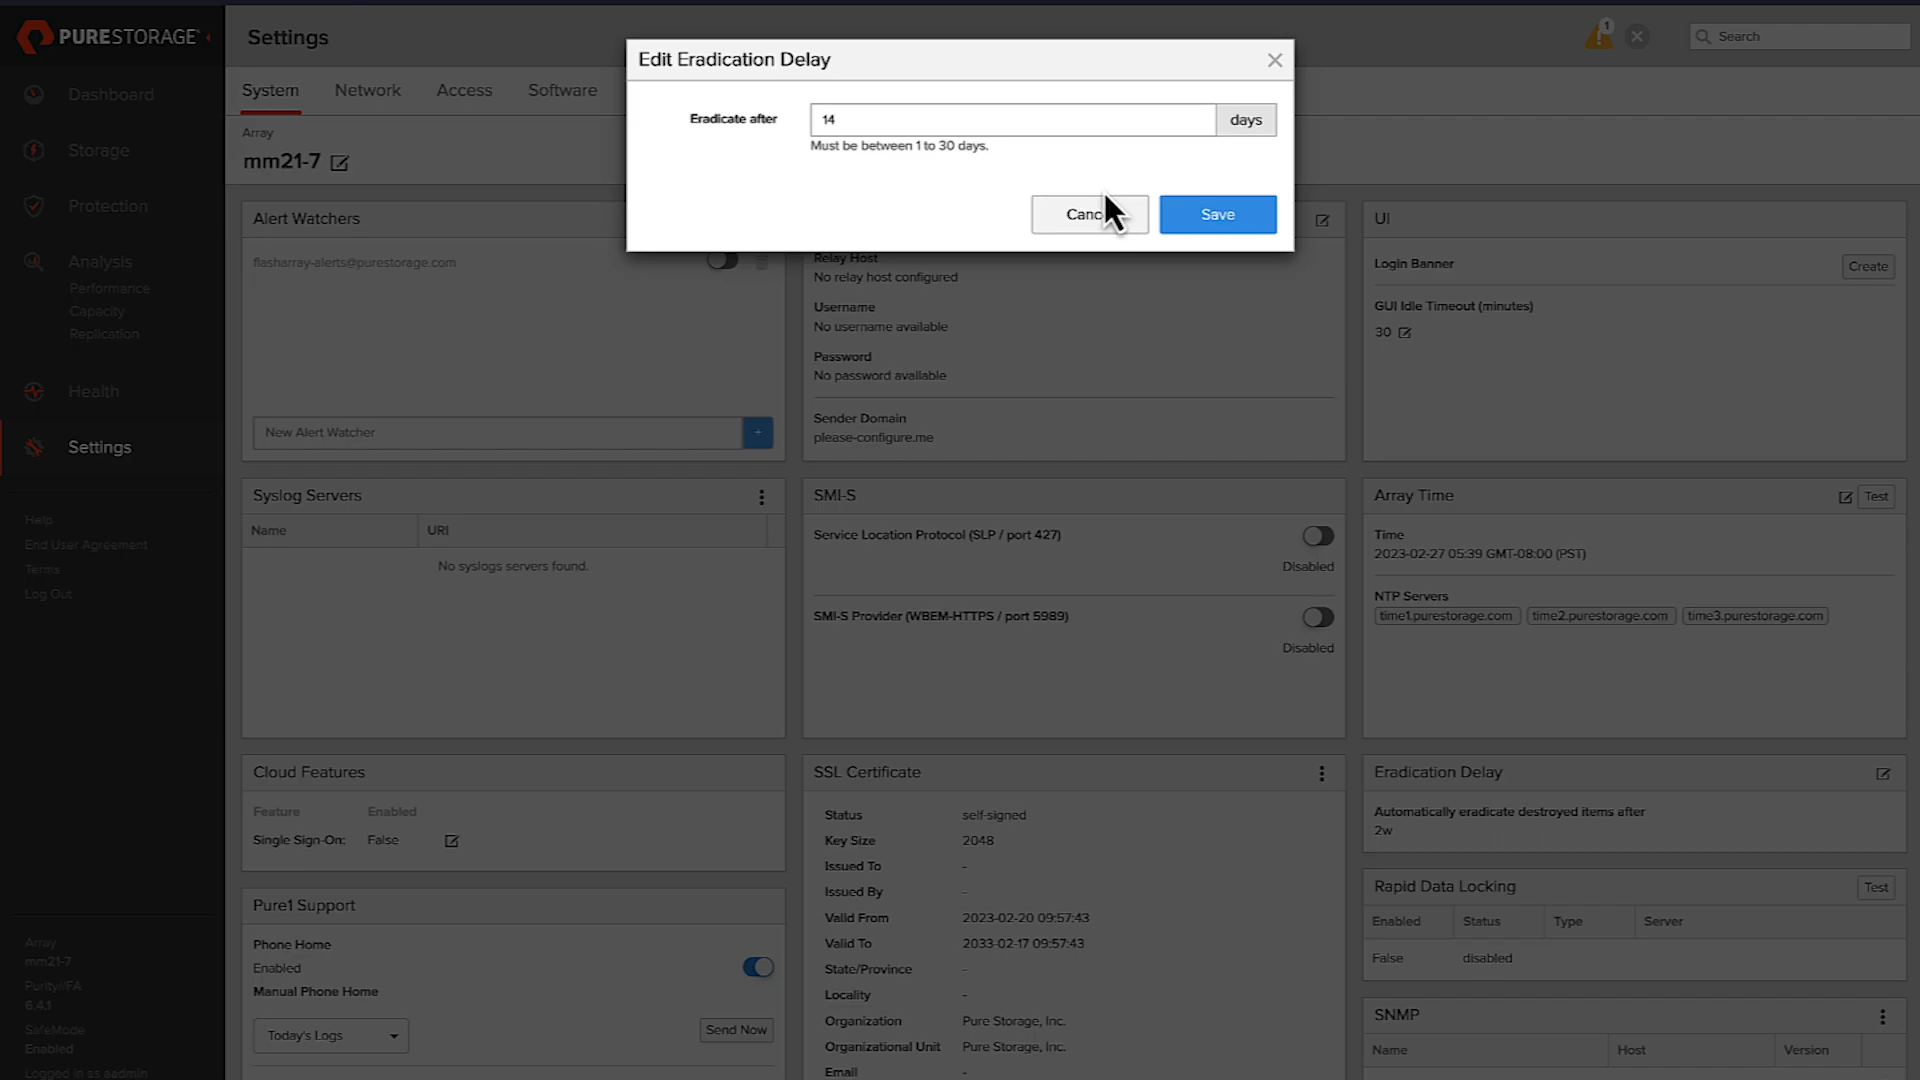 PURESTORAGE
Settings
1
Search
Dashboard
Storage
Protection
Analysis
Performance
Capacity
Replication
Health
Settings
Help
End User Agreement
Terms
Log Out
Array
mm21-7
Purity//FA
6.4.1
SafeMode
Enabled
Logged in as aadmin
System
Network
Access
Software
Array
mm21-7
Edit Eradication Delay
Eradicate after
14
days
Must be between 1 to 30 days.
Save
Alert Watchers
flasharray-alerts@purestorage.com
New Alert Watcher
+
Relay Host
No relay host configured
Username
No username available
Password
No password available
Sender Domain
please-configure.me
UI
Login Banner
Create
GUI Idle Timeout (minutes)
30
Syslog Servers
Name
URI
No syslogs servers found.
SMI-S
Service Location Protocol (SLP / port 427)
Disabled
SMI-S Provider (WBEM-HTTPS / port 5989)
Disabled
Array Time
Test
Time
2023-02-27 05:39 GMT-08:00 (PST)
NTP Servers
time1.purestorage.com
time2.purestorage.com
time3.purestorage.com
Cloud Features
Feature
Enabled
Single Sign-On:
False
Pure1 Support
Phone Home
Enabled
Manual Phone Home
Today's Logs
Send Now
SSL Certificate
Status self-signed
Key Size 2048
Issued To -
Issued By -
Valid From 2023-02-20 09:57:43
Valid To 2033-02-17 09:57:43
State/Province -
Locality -
Organization Pure Storage, Inc.
Organizational Unit Pure Storage, Inc.
Email -
Eradication Delay
Automatically eradicate destroyed items after
2w
Rapid Data Locking
Test
Enabled Status Type Server
False disabled
SNMP
Name Host Version